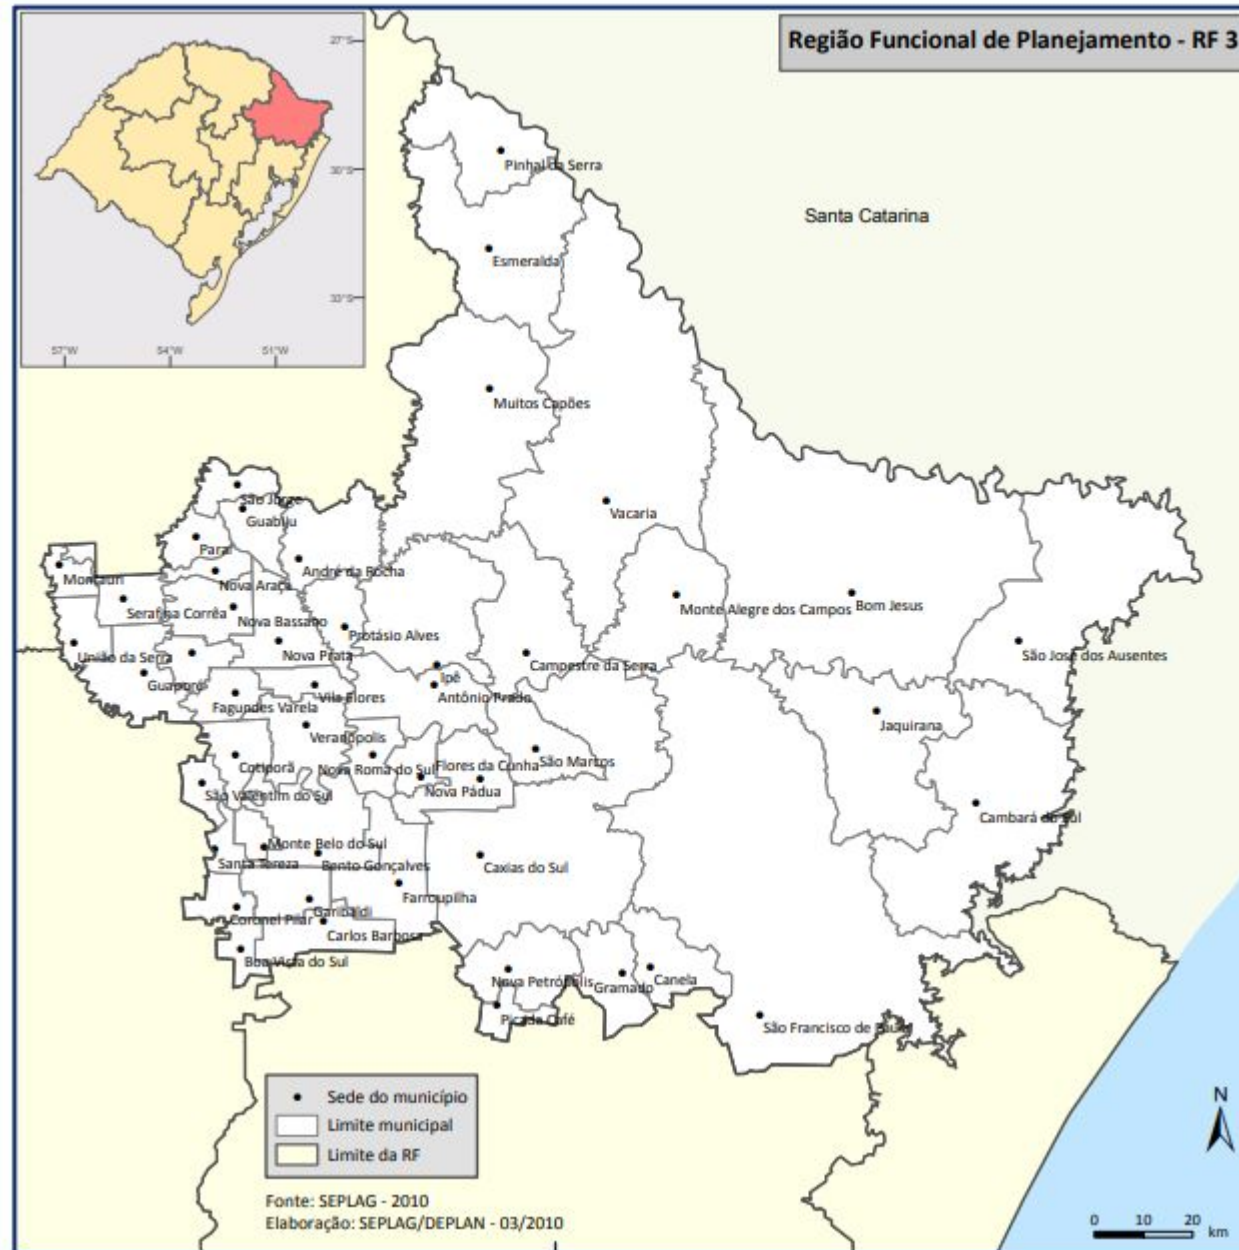 Região Funcional de Planejamento - RF 3
27°S
30°S
33°S
57°W
54°W
51°W
Santa Catarina
Pinhal da Serra
Esmeralda
Muitos Capões
Vacaria
São Jorge
Guabiju
Paraí
Nova Araçá
André da Rocha
Montauri
Serafina Corrêa
Nova Bassano
Protásio Alves
Monte Alegre dos Campos
Bom Jesus
União da Serra
Nova Prata
Campestre da Serra
São José dos Ausentes
Guaporé
Ipê
Vila Flores
Antônio Prado
Fagundes Varela
Jaquirana
Veranópolis
Cotiporã
Nova Roma do Sul
Flores da Cunha
São Marcos
São Valentim do Sul
Nova Pádua
Cambará do Sul
Monte Belo do Sul
Santa Tereza
Bento Gonçalves
Caxias do Sul
Farroupilha
Garibaldi
Coronel Pilar
Carlos Barbosa
Boa Vista do Sul
Nova Petrópolis
Gramado
Canela
Picada Café
São Francisco de Paula
Sede do município
Limite municipal
Limite da RF
Fonte: SEPLAG - 2010
Elaboração: SEPLAG/DEPLAN - 03/2010
N
0 10 20 km